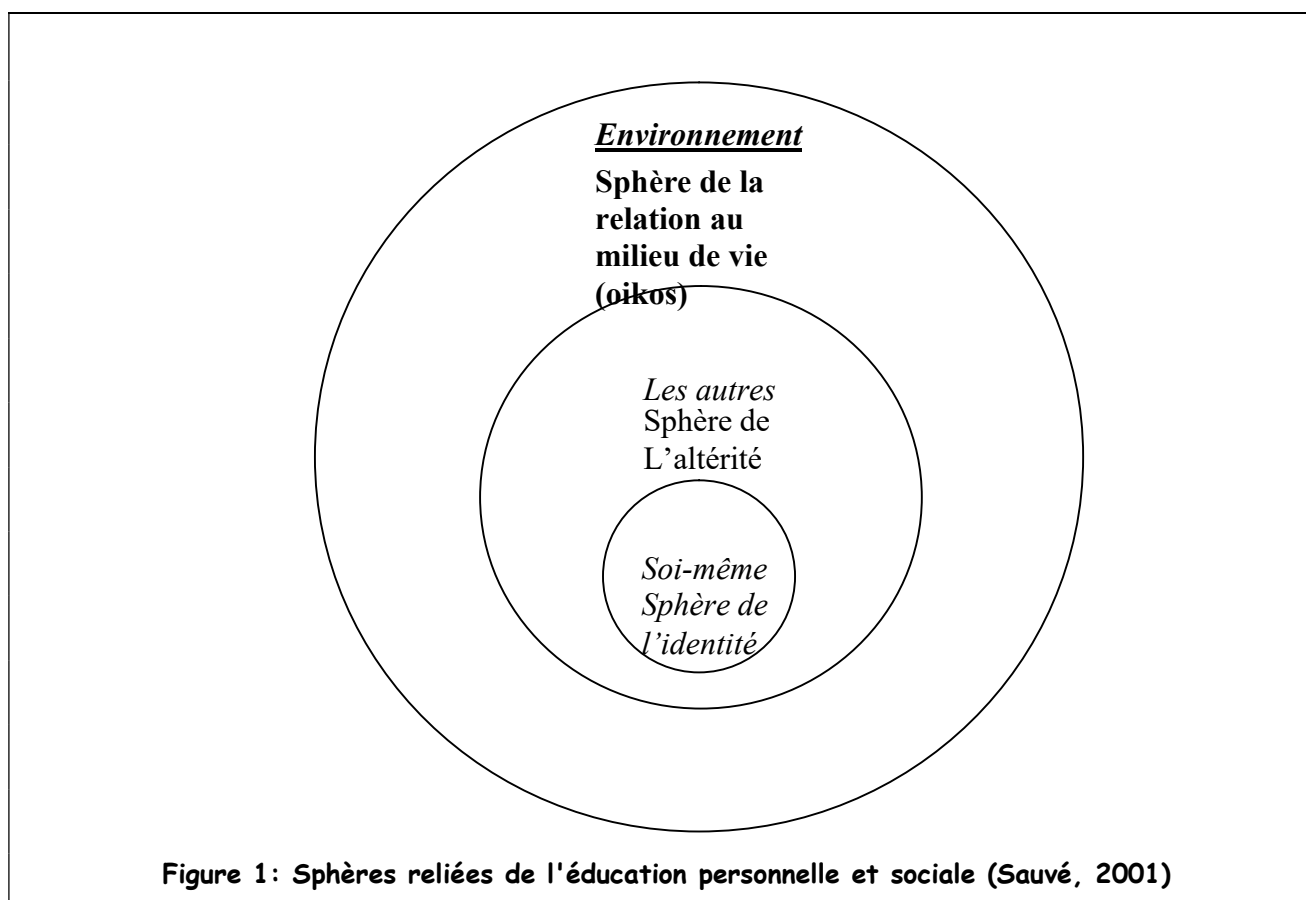 Environnement
Sphère de la
relation au
milieu de vie
(oikos)
Les autres
Sphère de
L’altérité
Soi-même
Sphère de
l’identité
Figure 1: Sphères reliées de l'éducation personnelle et sociale (Sauvé, 2001)